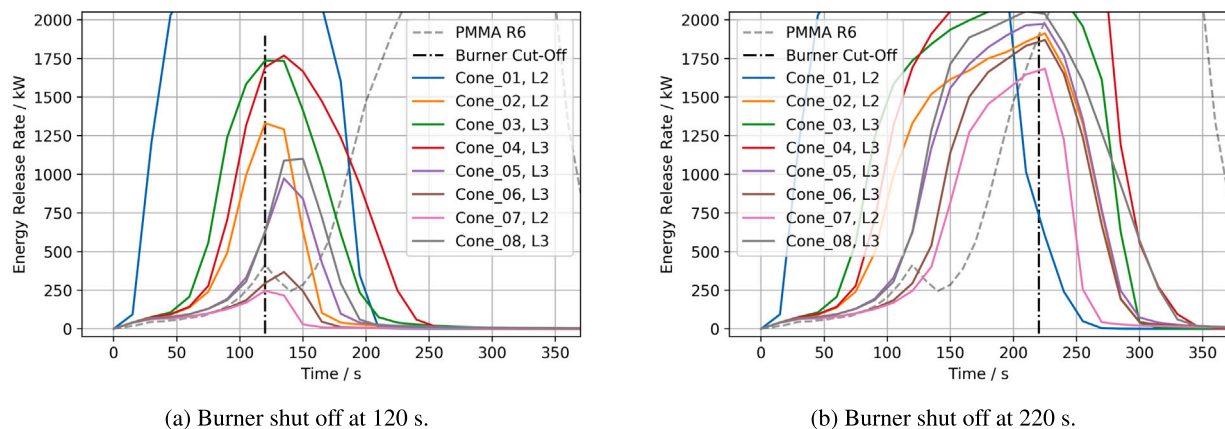 2000
1750
1500
1250
1000
750
500
250
0
Energy Release Rate / kW
0 50 100 150 200 250 300 350
Time / s
PMMA R6
Burner Cut-Off
Cone_01, L2
Cone_02, L2
Cone_03, L3
Cone_04, L3
Cone_05, L3
Cone_06, L3
Cone_07, L2
Cone_08, L3
(a) Burner shut off at 120 s.
2000
1750
1500
1250
1000
750
500
250
0
Energy Release Rate / kW
0 50 100 150 200 250 300 350
Time / s
PMMA R6
Burner Cut-Off
Cone_01, L2
Cone_02, L2
Cone_03, L3
Cone_04, L3
Cone_05, L3
Cone_06, L3
Cone_07, L2
Cone_08, L3
(b) Burner shut off at 220 s.